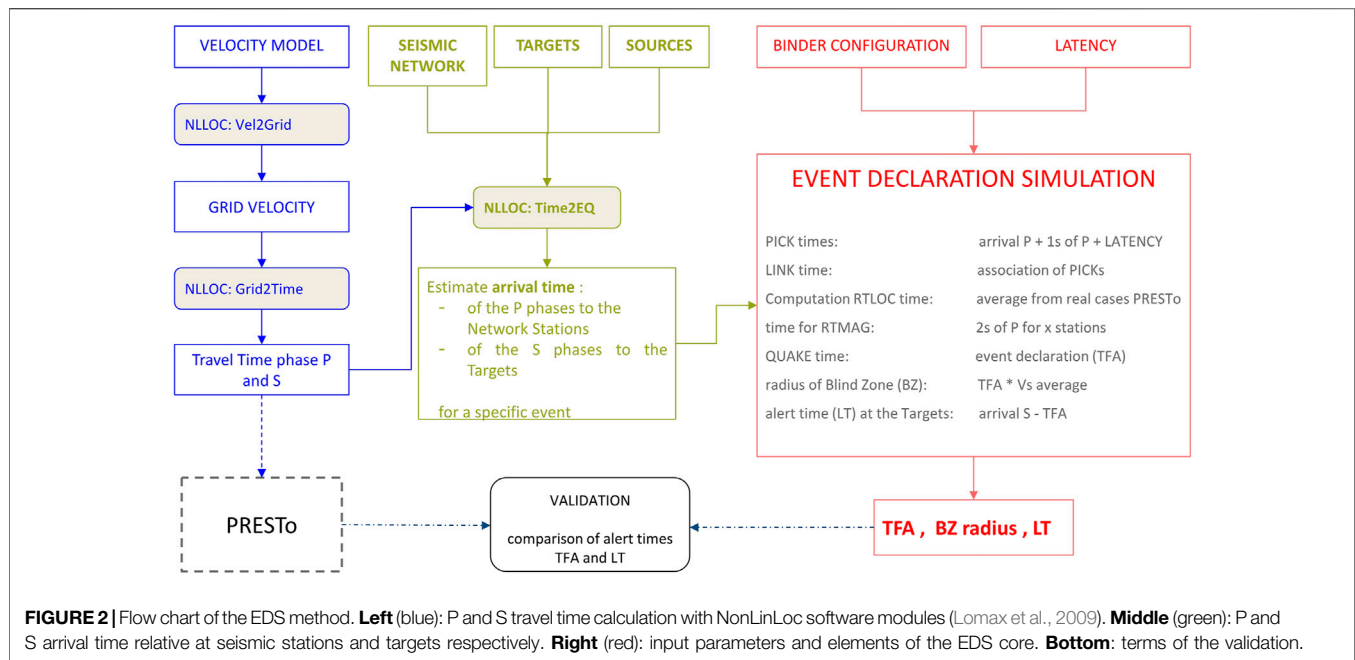 VELOCITY MODEL
NLLOC: Vel2Grid
GRID VELOCITY
NLLOC: Grid2Time
Travel Time phase P
and S
PRESTo
SEISMIC
NETWORK
TARGETS
SOURCES
NLLOC: Time2EQ
Estimate arrival time :
- of the P phases to the
Network Stations
- of the S phases to the
Targets
for a specific event
VALIDATION
comparison of alert times
TFA and LT
BINDER CONFIGURATION
LATENCY
EVENT DECLARATION SIMULATION
PICK times: arrival P + 1s of P + LATENCY
LINK time: association of PICKs
Computation RTLOC time: average from real cases PRESTo
time for RTMAG: 2s of P for x stations
QUAKE time: event declaration (TFA)
radius of Blind Zone (BZ): TFA * Vs average
alert time (LT) at the Targets: arrival S - TFA
TFA , BZ radius , LT
FIGURE 2 | Flow chart of the EDS method. Left (blue): P and S travel time calculation with NonLinLoc software modules (Lomax et al., 2009). Middle (green): P and
S arrival time relative at seismic stations and targets respectively. Right (red): input parameters and elements of the EDS core. Bottom: terms of the validation.